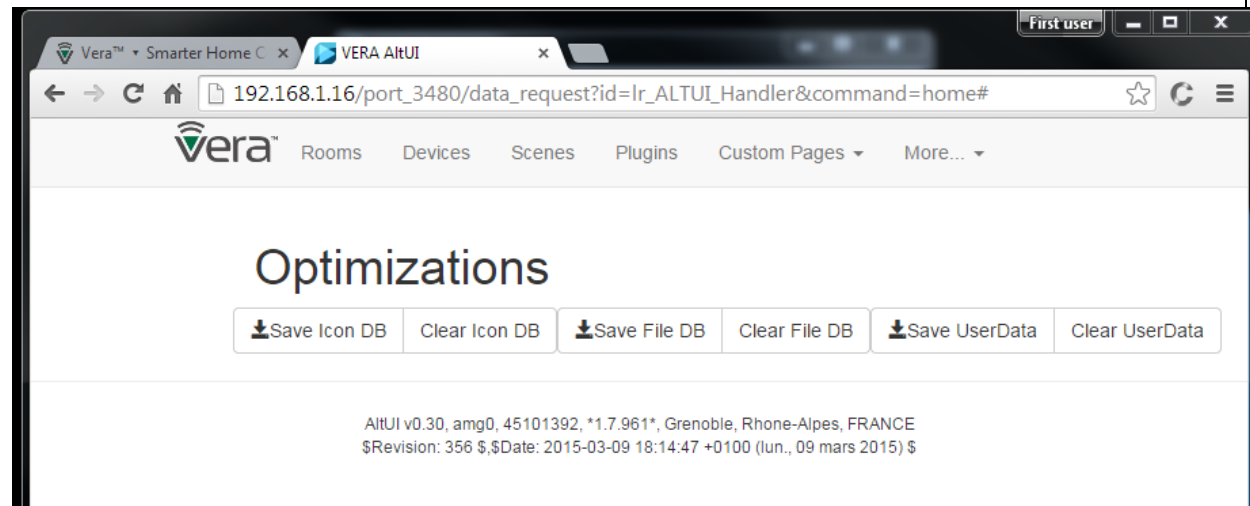 First user
Vera™ ▾ Smarter Home C
VERA AltUI
192.168.1.16/port_3480/data_request?id=lr_ALTUI_Handler&command=home#
vera™ Rooms Devices Scenes Plugins Custom Pages More...
Optimizations
Save Icon DB Clear Icon DB Save File DB Clear File DB Save UserData Clear UserData
AltUI v0.30, amg0, 45101392, *1.7.961*, Grenoble, Rhone-Alpes, FRANCE
$Revision: 356 $,$Date: 2015-03-09 18:14:47 +0100 (lun., 09 mars 2015) $